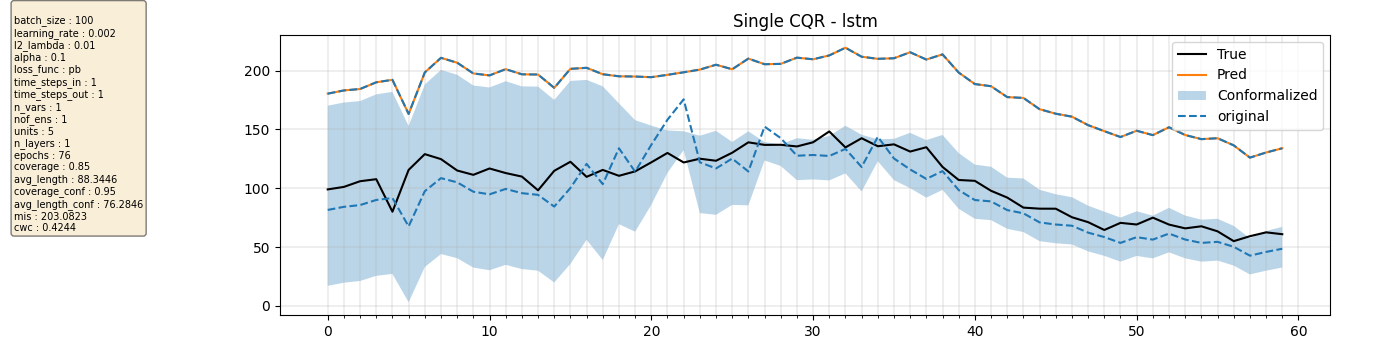 batch_size : 100
learning_rate : 0.002
l2_lambda : 0.01
alpha : 0.1
loss_func : pb
time_steps_in : 1
time_steps_out : 1
n_vars : 1
nof_ens : 1
units : 5
n_layers : 1
epochs : 76
coverage : 0.85
avg_length : 88.3446
coverage_conf : 0.95
avg_length_conf : 76.2846
mis : 203.0823
cwc : 0.4244
Single CQR - lstm
True
Pred
Conformalized
original
200
150
100
50
0
0 10 20 30 40 50 60